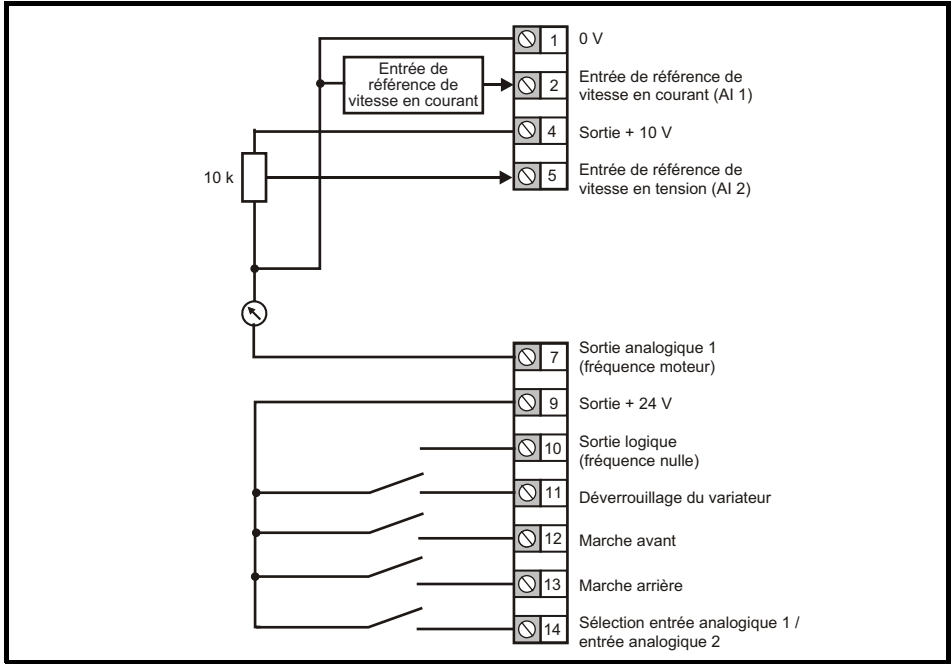 1 0 V
Entrée de
référence de
vitesse en courant
2 Entrée de référence de
vitesse en courant (AI 1)
4 Sortie + 10 V
10 k
5 Entrée de référence de
vitesse en tension (AI 2)
7 Sortie analogique 1
(fréquence moteur)
9 Sortie + 24 V
10 Sortie logique
(fréquence nulle)
11 Déverrouillage du variateur
12 Marche avant
13 Marche arrière
14 Sélection entrée analogique 1 /
entrée analogique 2